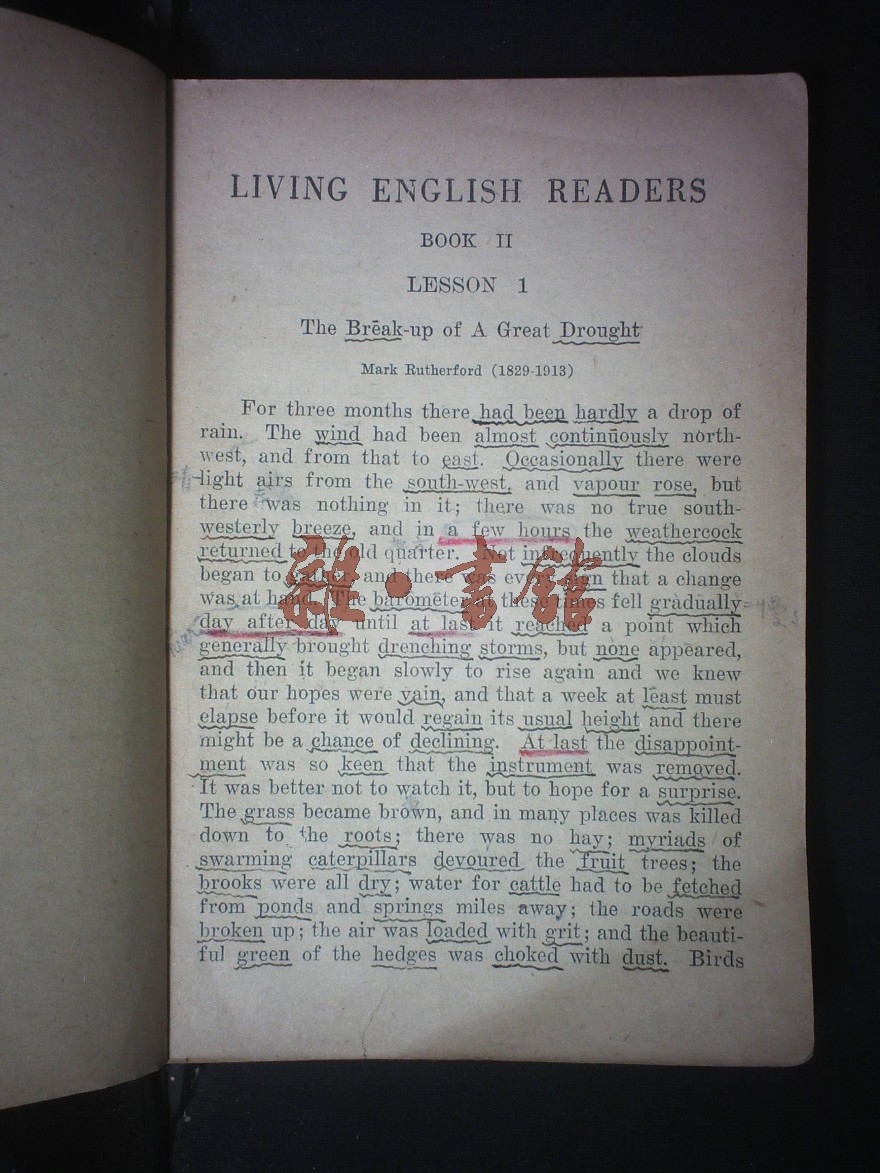 LIVING ENGLISH READERS
BOOK II
LESSON 1
The Brēak-up of A Great Drought
Mark Rutherford (1829-1913)
For three months there had been hardly a drop of
rain. The wind had been almost continūously north-
west, and from that to east. Occasionally there were
light airs from the south-west, and vapour rose, but
there was nothing in it; there was no true south-
westerly breeze, and in a few hours the weathercock
returned to the old quarter. Not infrequently the clouds
began to gather, and there was every sign that a change
was at hand. The barometer at these times fell gradually
day after day until at last it reached a point which
generally brought drenching storms, but none appeared,
and then it began slowly to rise again and we knew
that our hopes were vain, and that a week at least must
elapse before it would regain its usual height and there
might be a chance of declining. At last the disappoint-
ment was so keen that the instrument was removed.
It was better not to watch it, but to hope for a surprise.
The grass became brown, and in many places was killed
down to the roots; there was no hay; myriads of
swarming caterpillars devoured the fruit trees; the
brooks were all dry; water for cattle had to be fetched
from ponds and springs miles away; the roads were
broken up; the air was loaded with grit; and the beauti-
ful green of the hedges was choked with dust. Birds
雜·書館